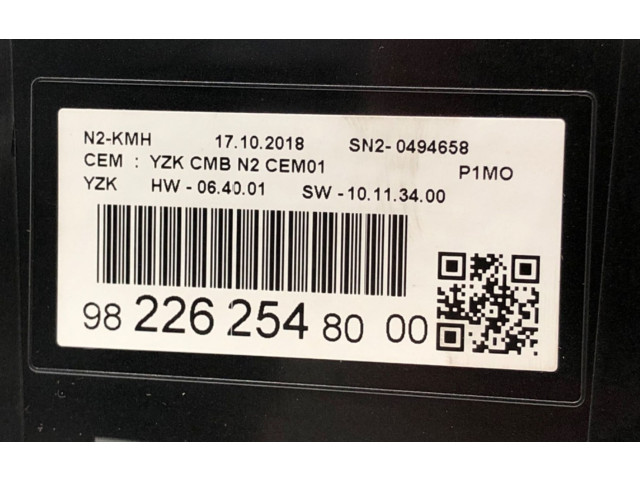 N2-KMH 17.10.2018 SN2- 0494658
CEM : YZK CMB N2 CEM01 P1MO
YZK HW - 06.40.01 SW - 10.11.34.00
98 226 254 80 00